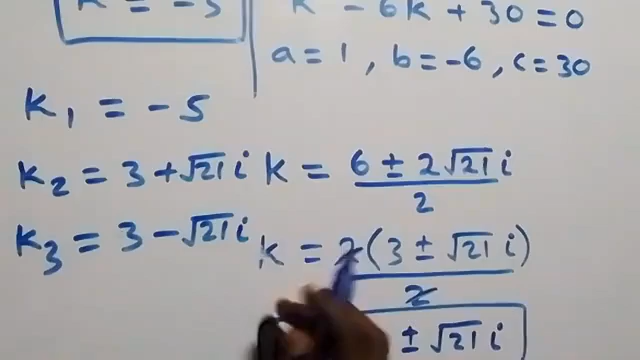 k = -5
k - 6k + 30 = 0
a = 1 , b = -6 , c = 30
k₁ = -5
k₂ = 3 + √21 i
k₃ = 3 - √21 i
k = 6 ± 2√21 i
2
k = 2(3 ± √21 i)
2
± √21 i